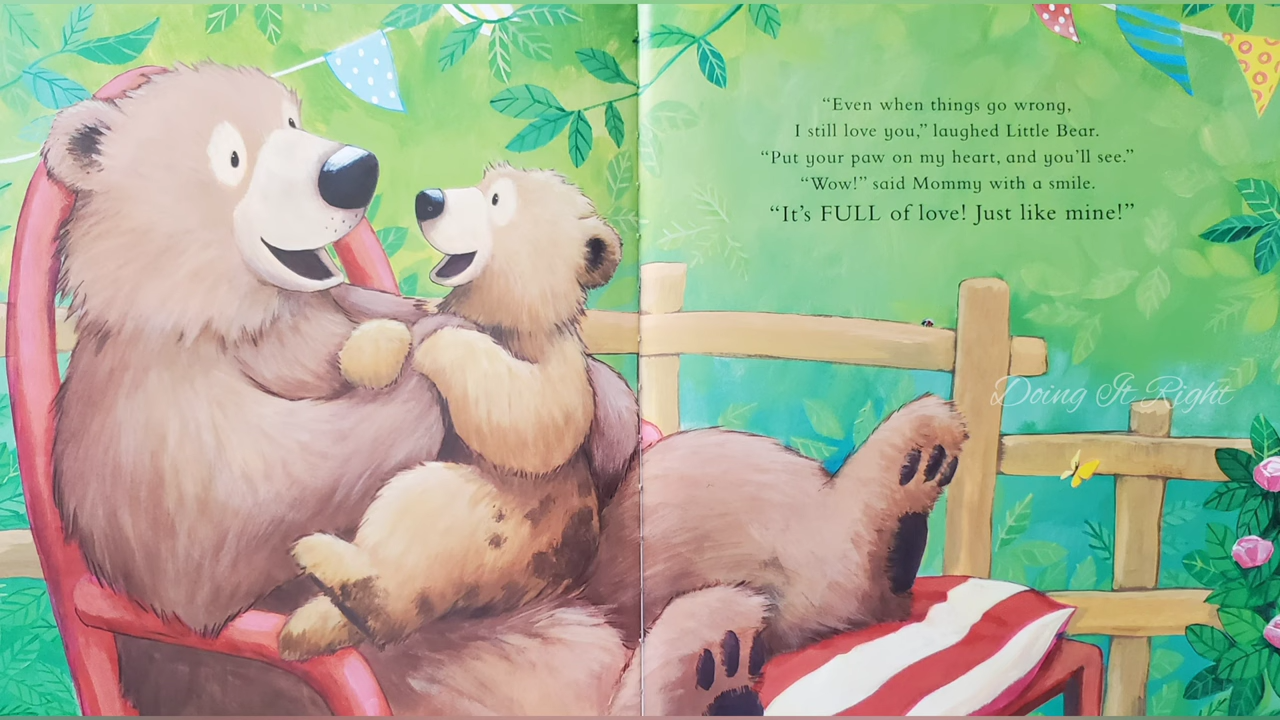 “Even when things go wrong,
I still love you,” laughed Little Bear.
“Put your paw on my heart, and you’ll see.”
“Wow!” said Mommy with a smile.
“It’s FULL of love! Just like mine!”
Doing It Right